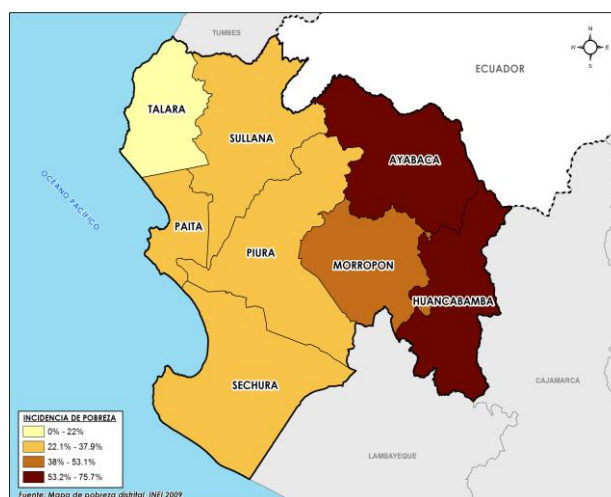 TUMBES
N
W E
S
ECUADOR
TALARA
SULLANA
AYABACA
OCÉANO PACÍFICO
PAITA
PIURA
MORROPON
HUANCABAMBA
SECHURA
CAJAMARCA
LAMBAYEQUE
INCIDENCIA DE POBREZA
0% - 22%
22.1% - 37.9%
38% - 53.1%
53.2% - 75.7%
Fuente: Mapa de pobreza distrital INEI 2009